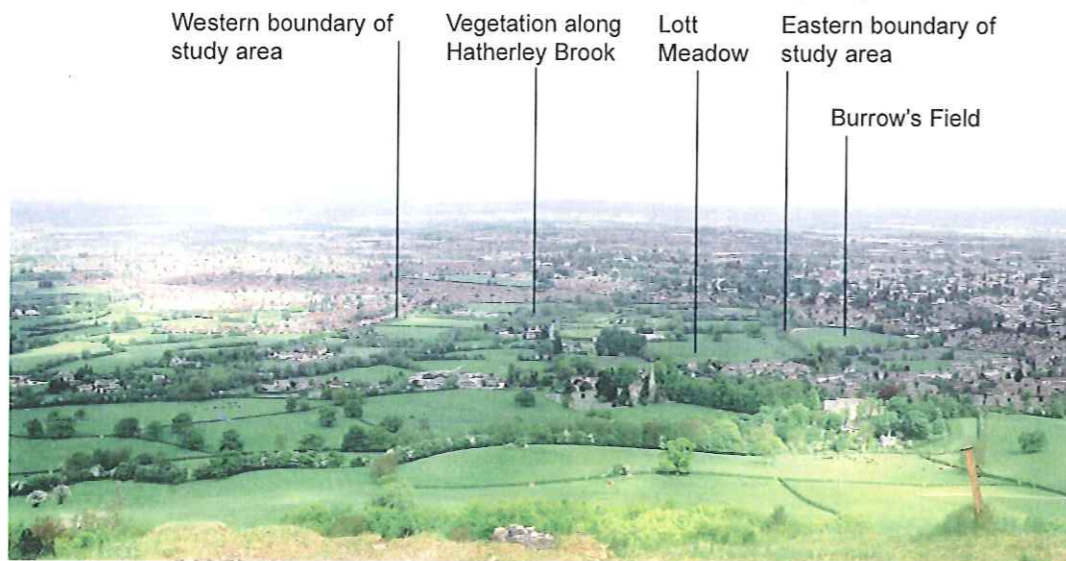 Western boundary of
study area
Vegetation along
Hatherley Brook
Lott
Meadow
Eastern boundary of
study area
Burrow's Field